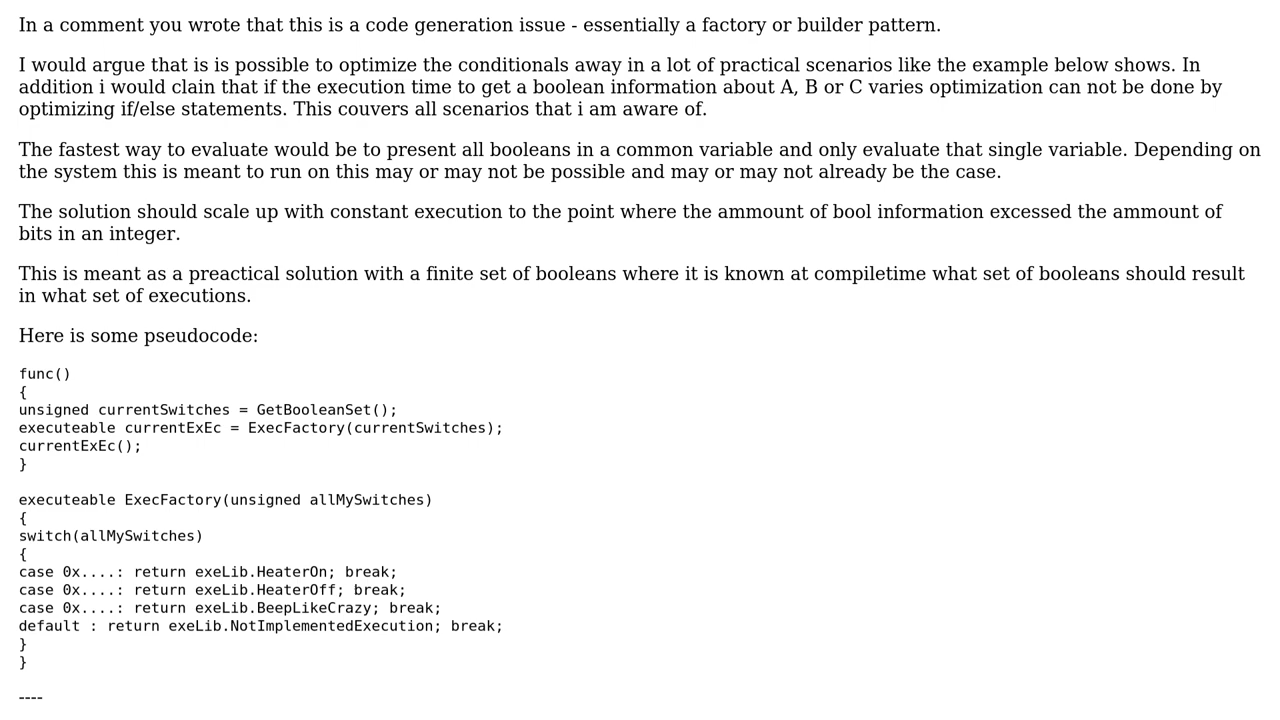 In a comment you wrote that this is a code generation issue - essentially a factory or builder pattern.
I would argue that is is possible to optimize the conditionals away in a lot of practical scenarios like the example below shows. In
addition i would clain that if the execution time to get a boolean information about A, B or C varies optimization can not be done by
optimizing if/else statements. This couvers all scenarios that i am aware of.
The fastest way to evaluate would be to present all booleans in a common variable and only evaluate that single variable. Depending on
the system this is meant to run on this may or may not be possible and may or may not already be the case.
The solution should scale up with constant execution to the point where the ammount of bool information excessed the ammount of
bits in an integer.
This is meant as a preactical solution with a finite set of booleans where it is known at compiletime what set of booleans should result
in what set of executions.
Here is some pseudocode:
func()
{
unsigned currentSwitches = GetBooleanSet();
executeable currentExEc = ExecFactory(currentSwitches);
currentExEc();
}
executeable ExecFactory(unsigned allMySwitches)
{
switch(allMySwitches)
{
case 0x....: return exeLib.HeaterOn; break;
case 0x....: return exeLib.HeaterOff; break;
case 0x....: return exeLib.BeepLikeCrazy; break;
default : return exeLib.NotImplementedExecution; break;
}
}
----